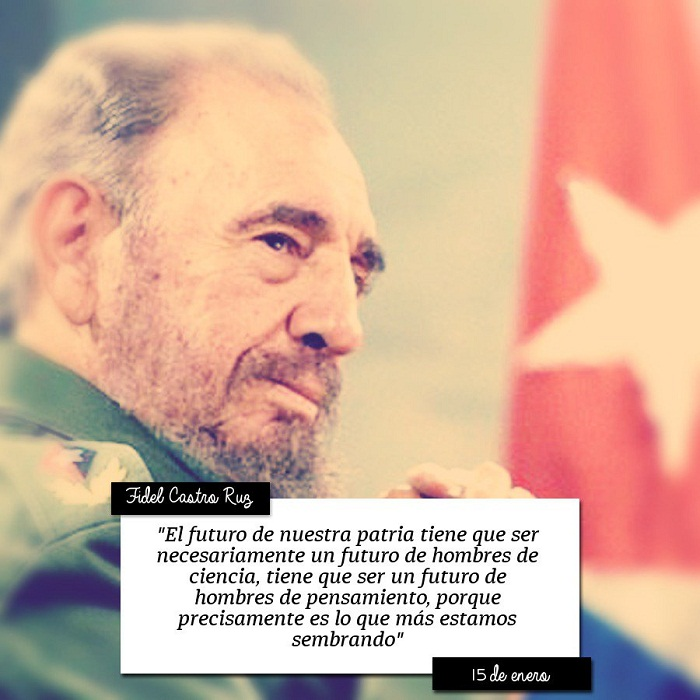 Fidel Castro Ruz
"El futuro de nuestra patria tiene que ser
necesariamente un futuro de hombres de
ciencia, tiene que ser un futuro de
hombres de pensamiento, porque
precisamente es lo que más estamos
sembrando"
15 de enero